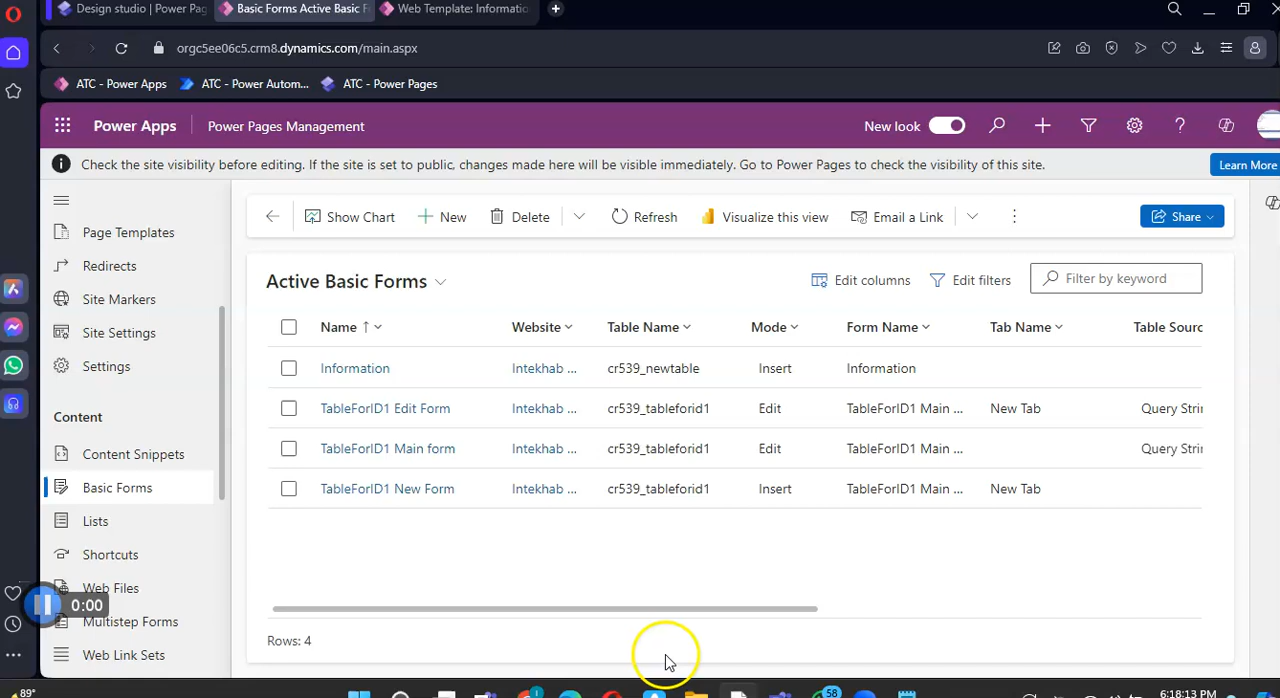 Design studio | Power Pag
Basic Forms Active Basic F
Web Template: Informatio
orgc5ee06c5.crm8.dynamics.com/main.aspx
ATC - Power Apps
ATC - Power Autom...
ATC - Power Pages
Power Apps
Power Pages Management
New look
Check the site visibility before editing. If the site is set to public, changes made here will be visible immediately. Go to Power Pages to check the visibility of this site.
Learn More
Page Templates
Redirects
Site Markers
Site Settings
Settings
Content
Content Snippets
Basic Forms
Lists
Shortcuts
Web Files
Multistep Forms
Web Link Sets
0:00
Show Chart
New
Delete
Refresh
Visualize this view
Email a Link
Share
Active Basic Forms
Edit columns
Edit filters
Filter by keyword
Name ↑ Website Table Name Mode Form Name Tab Name Table Sourc
Information Intekhab ... cr539_newtable Insert Information
TableForID1 Edit Form Intekhab ... cr539_tableforid1 Edit TableForID1 Main ... New Tab Query Strin
TableForID1 Main form Intekhab ... cr539_tableforid1 Edit TableForID1 Main ... Query Strin
TableForID1 New Form Intekhab ... cr539_tableforid1 Insert TableForID1 Main ... New Tab
Rows: 4
89°
1
58
6:18:13 PM